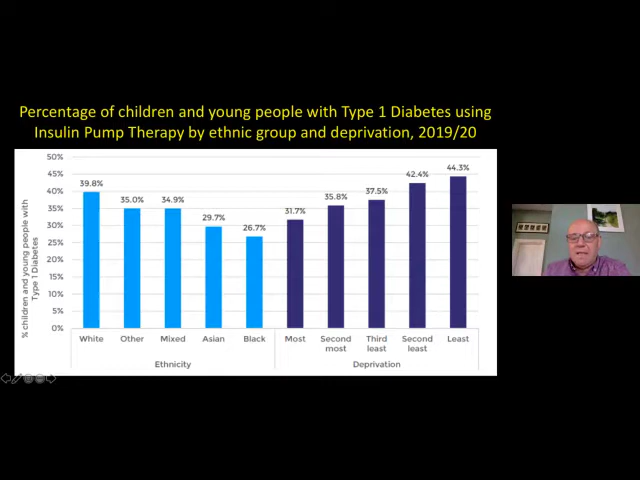 Percentage of children and young people with Type 1 Diabetes using
Insulin Pump Therapy by ethnic group and deprivation, 2019/20
50%
45%
40%
35%
30%
25%
20%
15%
10%
5%
0%
% children and young people with
Type 1 Diabetes
39.8%
35.0%
34.9%
29.7%
26.7%
31.7%
35.8%
37.5%
42.4%
44.3%
White
Other
Mixed
Asian
Black
Most
Second
most
Third
least
Second
least
Least
Ethnicity
Deprivation